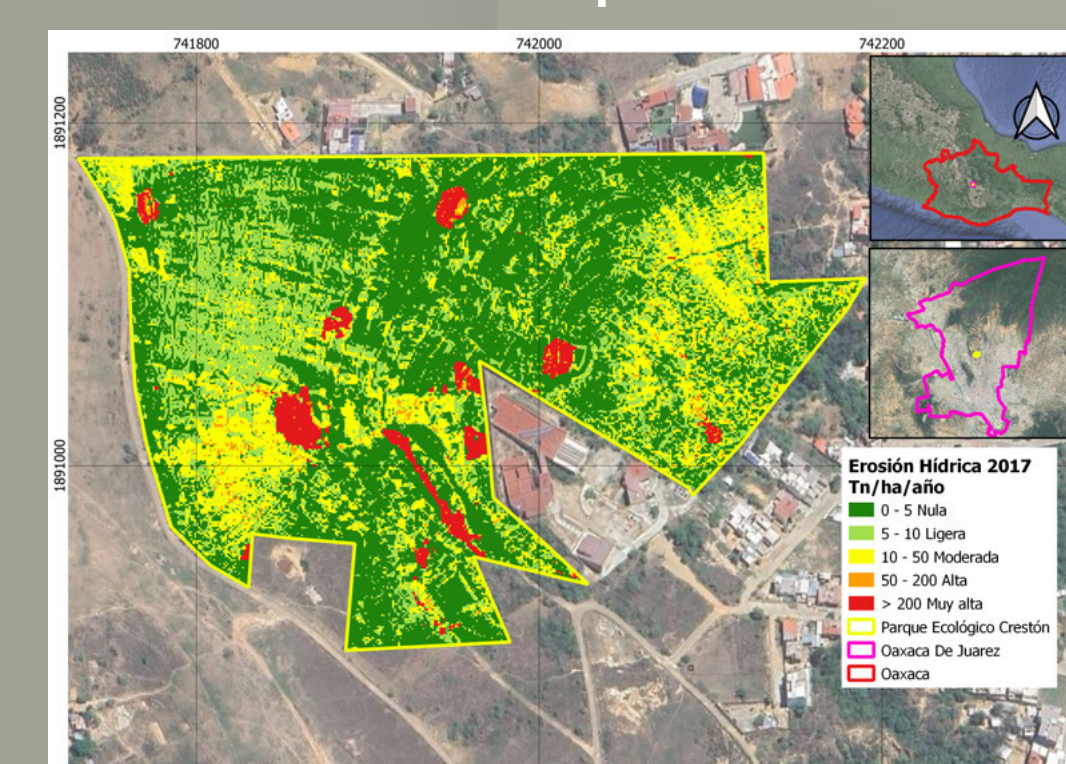 741800
742000
742200
1891200
1891000
Erosión Hídrica 2017
Tn/ha/año
0 - 5 Nula
5 - 10 Ligera
10 - 50 Moderada
50 - 200 Alta
> 200 Muy alta
Parque Ecológico Crestón
Oaxaca De Juarez
Oaxaca